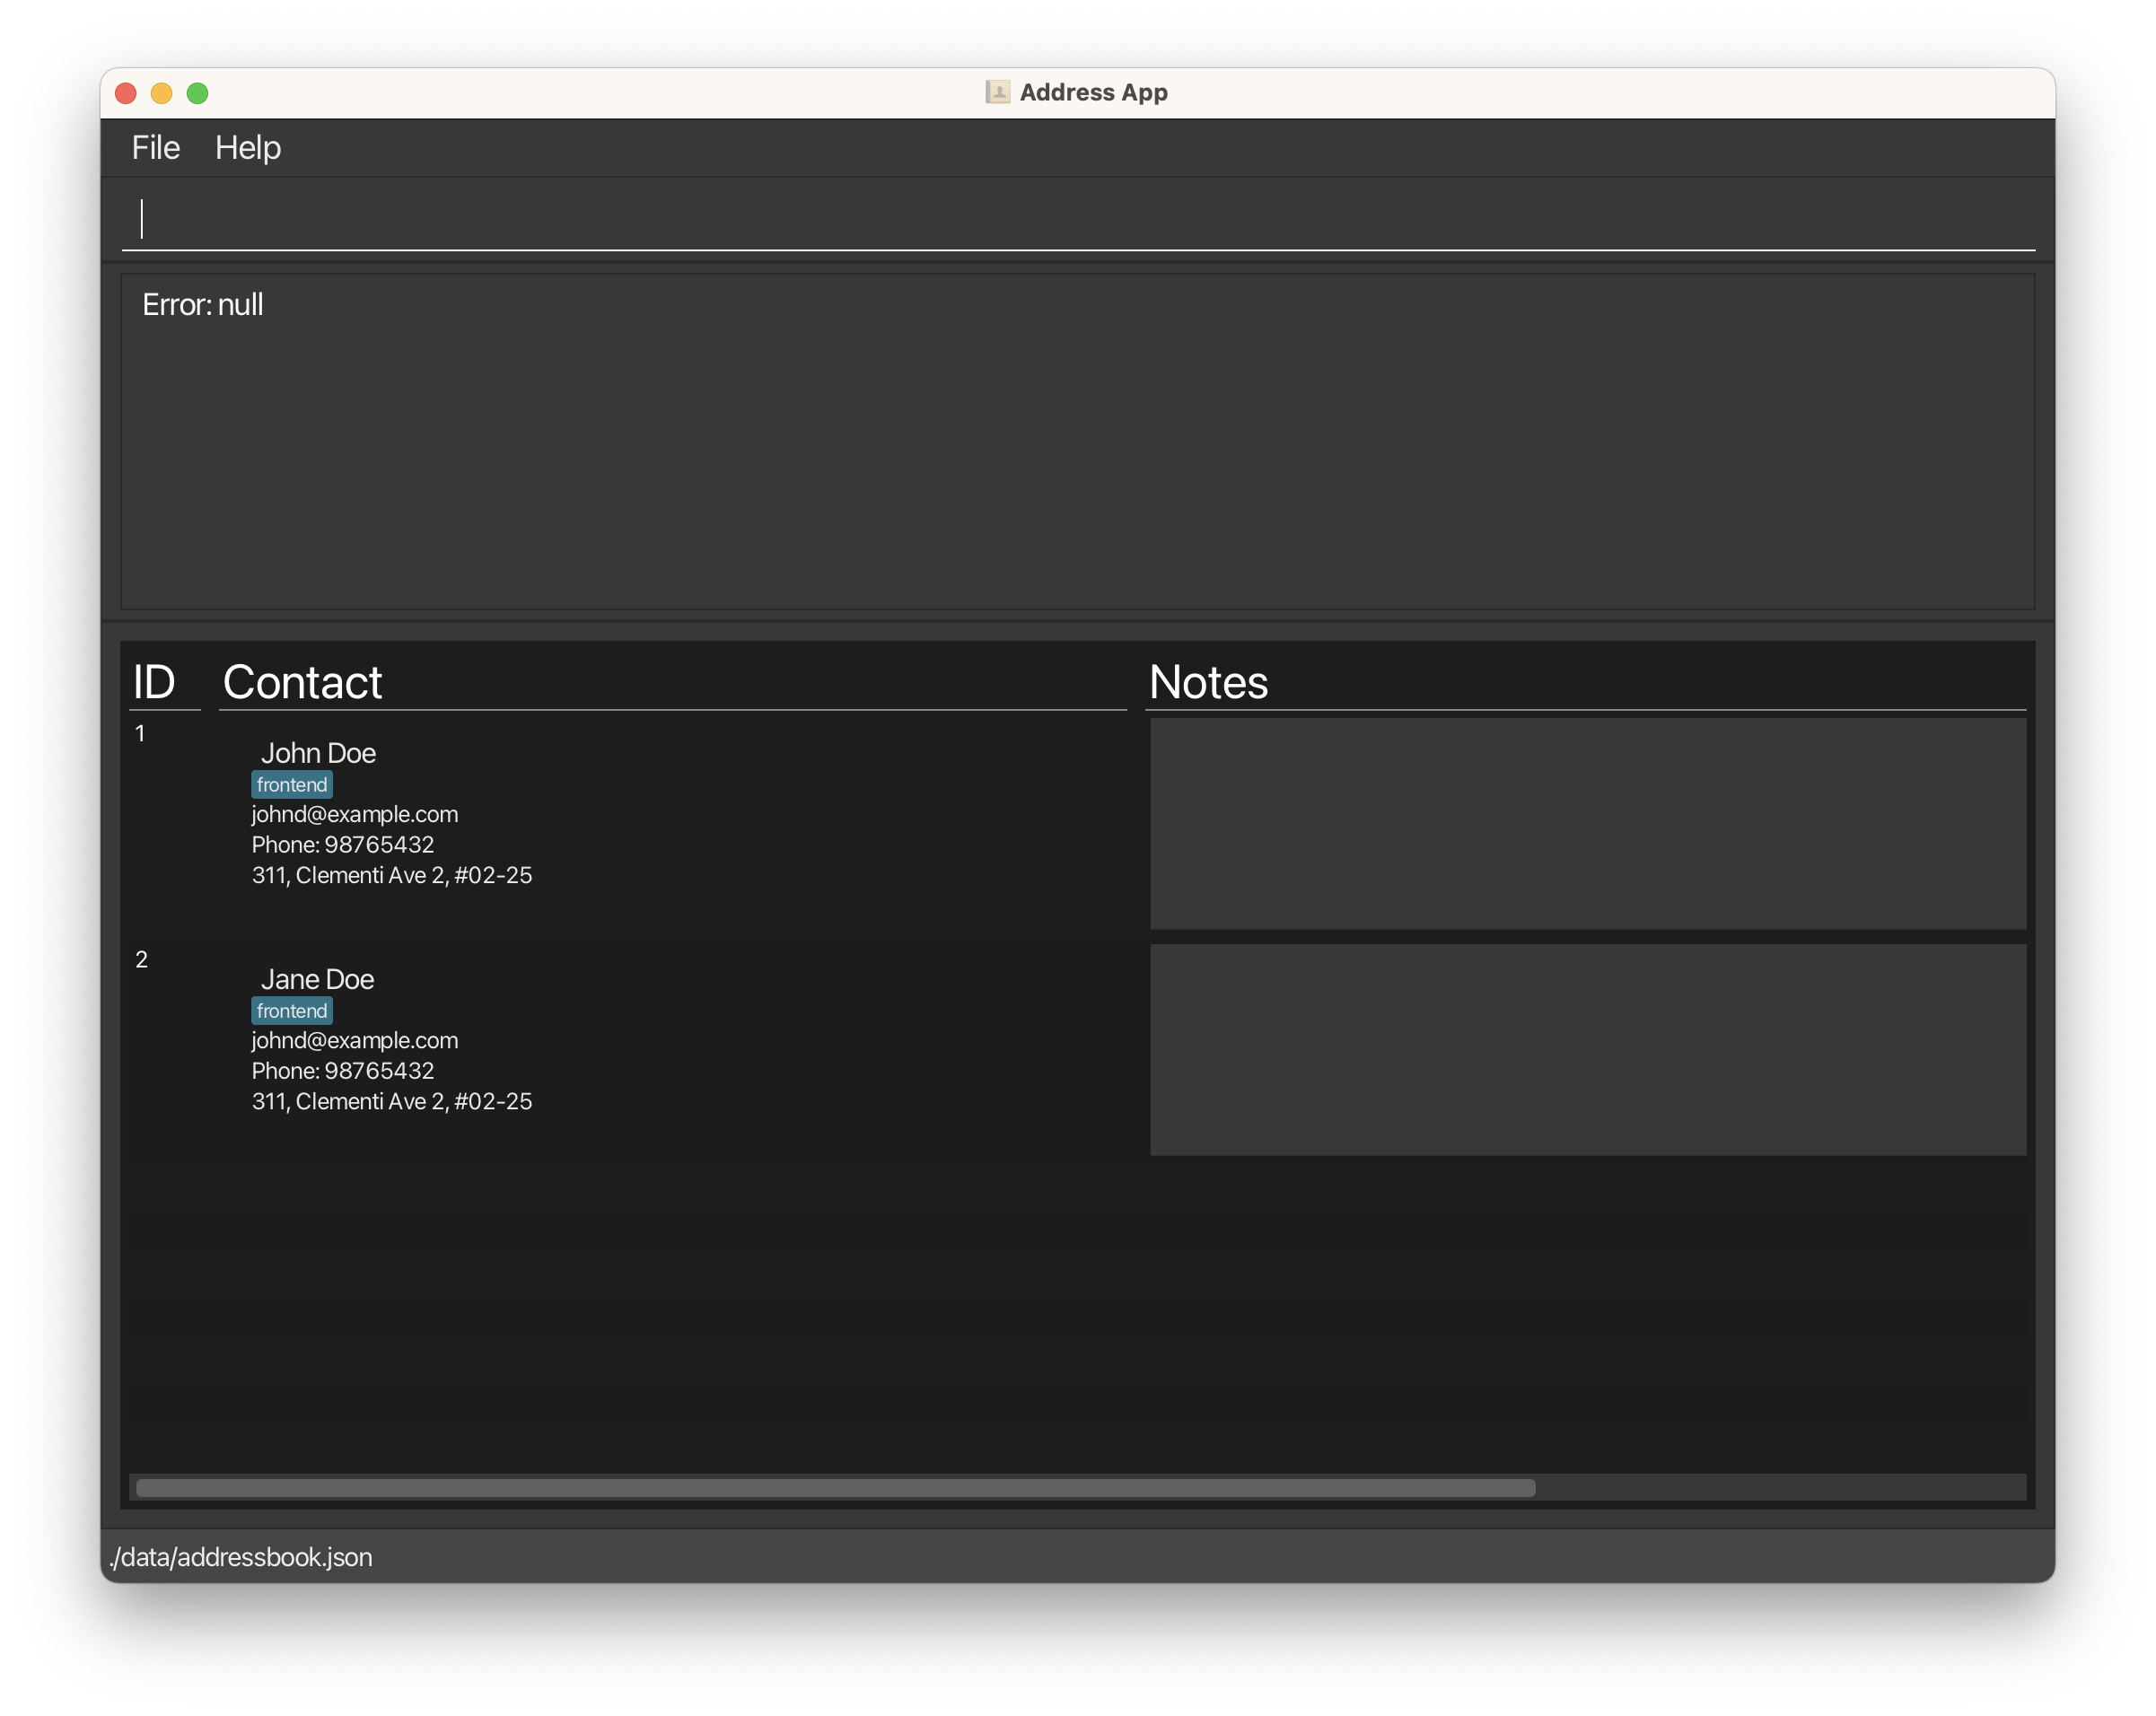 Address App
File Help
Error: null
ID Contact Notes
1
John Doe
frontend
johnd@example.com
Phone: 98765432
311, Clementi Ave 2, #02-25
2
Jane Doe
frontend
johnd@example.com
Phone: 98765432
311, Clementi Ave 2, #02-25
./data/addressbook.json